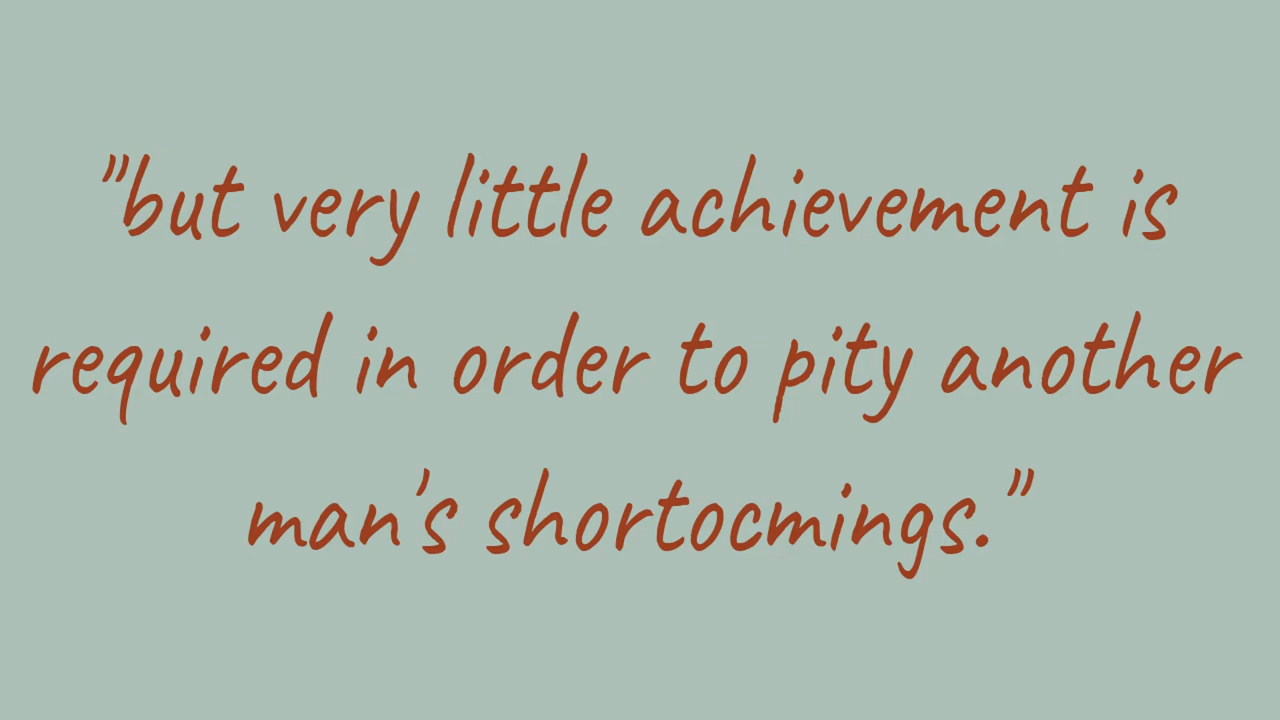 "but very little achievement is
required in order to pity another
man's shortocmings."